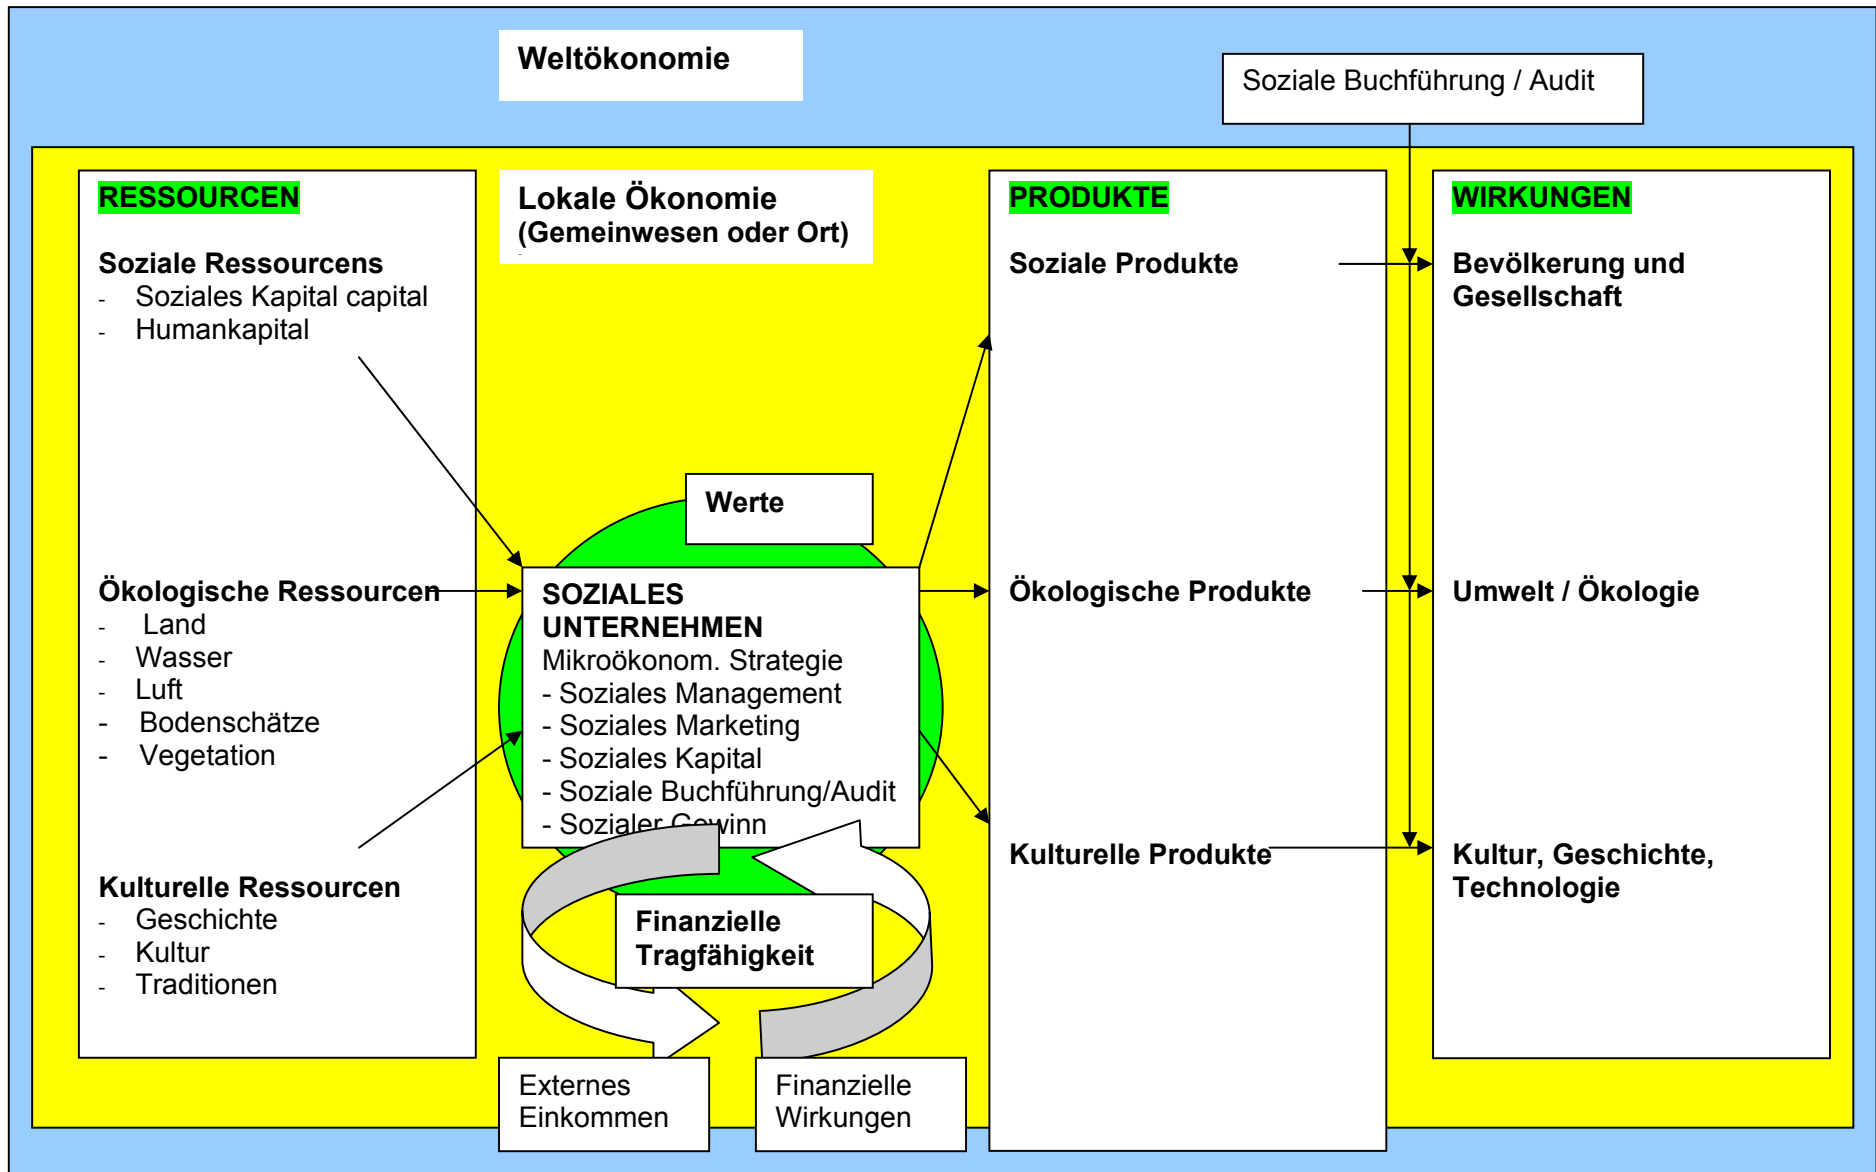 Weltökonomie
Soziale Buchführung / Audit
RESSOURCEN
Soziale Ressourcens
- Soziales Kapital capital
- Humankapital
Ökologische Ressourcen
- Land
- Wasser
- Luft
- Bodenschätze
- Vegetation
Kulturelle Ressourcen
- Geschichte
- Kultur
- Traditionen
Lokale Ökonomie
(Gemeinwesen oder Ort)
Werte
SOZIALES
UNTERNEHMEN
Mikroökonom. Strategie
- Soziales Management
- Soziales Marketing
- Soziales Kapital
- Soziale Buchführung/Audit
- Sozialer Gewinn
Finanzielle
Tragfähigkeit
Externes
Einkommen
Finanzielle
Wirkungen
PRODUKTE
Soziale Produkte
Ökologische Produkte
Kulturelle Produkte
WIRKUNGEN
Bevölkerung und
Gesellschaft
Umwelt / Ökologie
Kultur, Geschichte,
Technologie